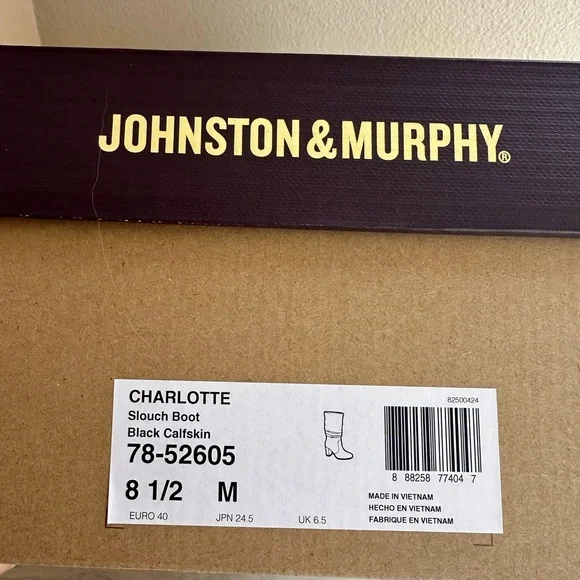 JOHNSTON & MURPHY®
CHARLOTTE
Slouch Boot
Black Calfskin
78-52605
8 1/2 M
EURO 40 JPN 24.5 UK 6.5
82500424
8 88258 77404 7
MADE IN VIETNAM
HECHO EN VIETNAM
FABRIQUE EN VIETNAM